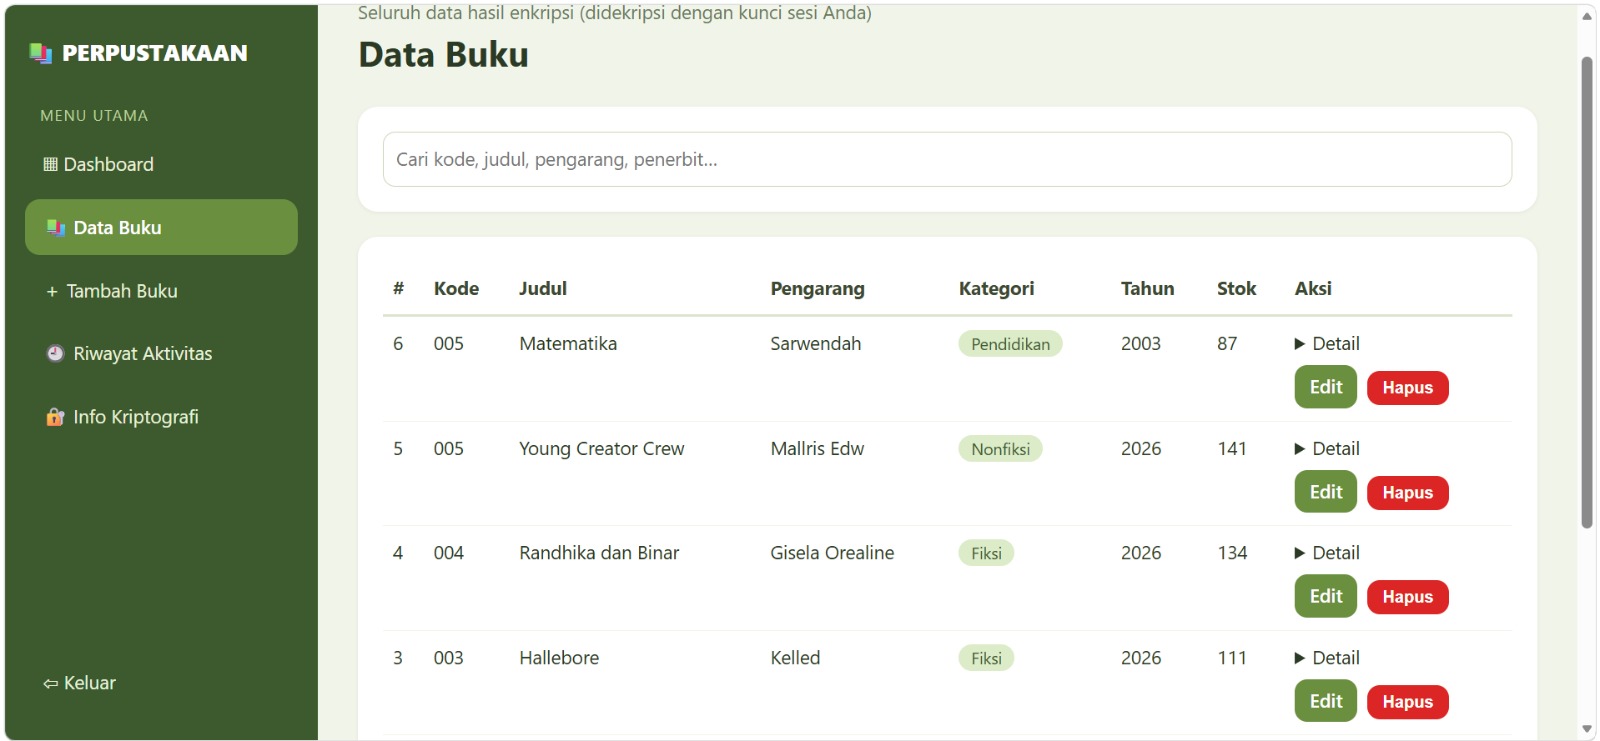 PERPUSTAKAAN
MENU UTAMA
Dashboard
Data Buku
+ Tambah Buku
Riwayat Aktivitas
Info Kriptografi
⇦ Keluar
Seluruh data hasil enkripsi (didekripsi dengan kunci sesi Anda)
Data Buku
Cari kode, judul, pengarang, penerbit...
# Kode Judul Pengarang Kategori Tahun Stok Aksi
6 005 Matematika Sarwendah Pendidikan 2003 87 ▶ Detail
Edit Hapus
5 005 Young Creator Crew Mallris Edw Nonfiksi 2026 141 ▶ Detail
Edit Hapus
4 004 Randhika dan Binar Gisela Orealine Fiksi 2026 134 ▶ Detail
Edit Hapus
3 003 Hallebore Kelled Fiksi 2026 111 ▶ Detail
Edit Hapus